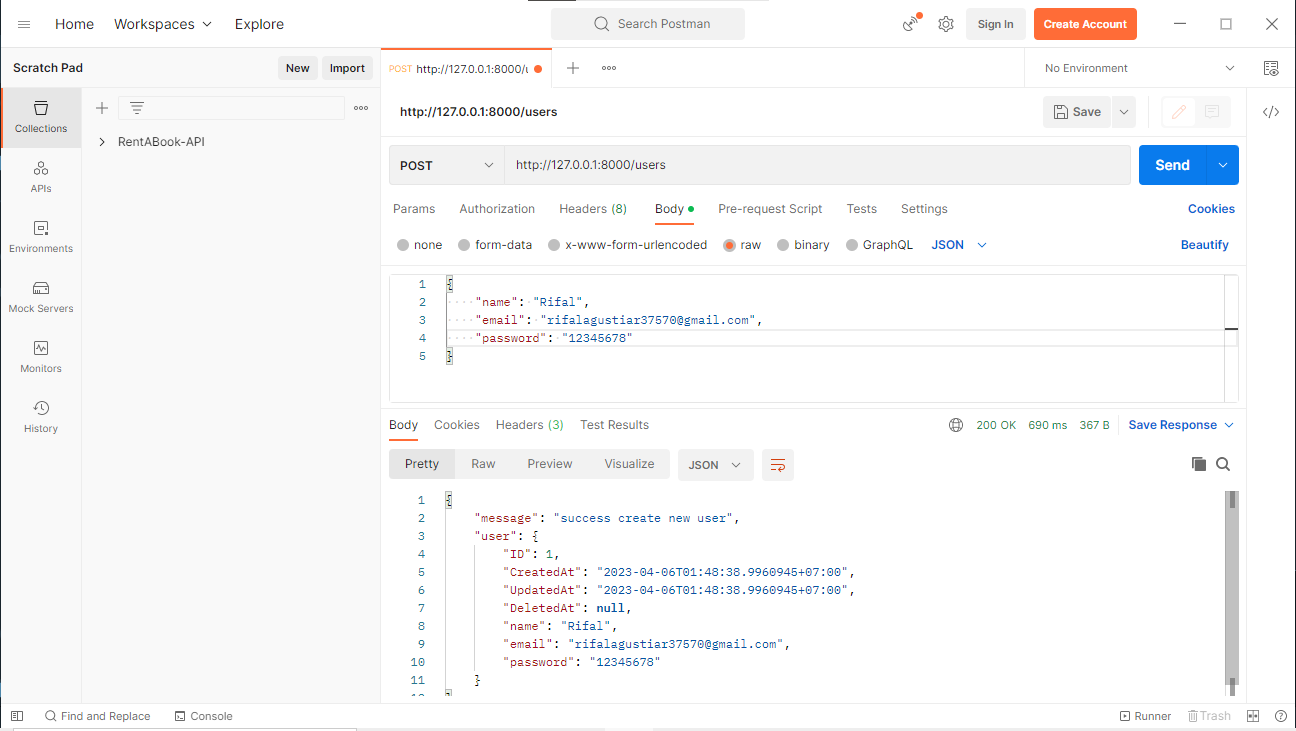 Home Workspaces Explore Search Postman Sign In Create Account
Scratch Pad New Import POST http://127.0.0.1:8000/u No Environment
Collections
APIs
Environments
Mock Servers
Monitors
History
RentABook-API
http://127.0.0.1:8000/users Save
POST http://127.0.0.1:8000/users Send
Params Authorization Headers (8) Body Pre-request Script Tests Settings Cookies
none form-data x-www-form-urlencoded raw binary GraphQL JSON Beautify
1 {
2 "name": "Rifal",
3 "email": "rifalagustiar37570@gmail.com",
4 "password": "12345678"
5 }
Body Cookies Headers (3) Test Results 200 OK 690 ms 367 B Save Response
Pretty Raw Preview Visualize JSON
1 {
2 "message": "success create new user",
3 "user": {
4 "ID": 1,
5 "CreatedAt": "2023-04-06T01:48:38.9960945+07:00",
6 "UpdatedAt": "2023-04-06T01:48:38.9960945+07:00",
7 "DeletedAt": null,
8 "name": "Rifal",
9 "email": "rifalagustiar37570@gmail.com",
10 "password": "12345678"
11 }
Find and Replace Console Runner Trash